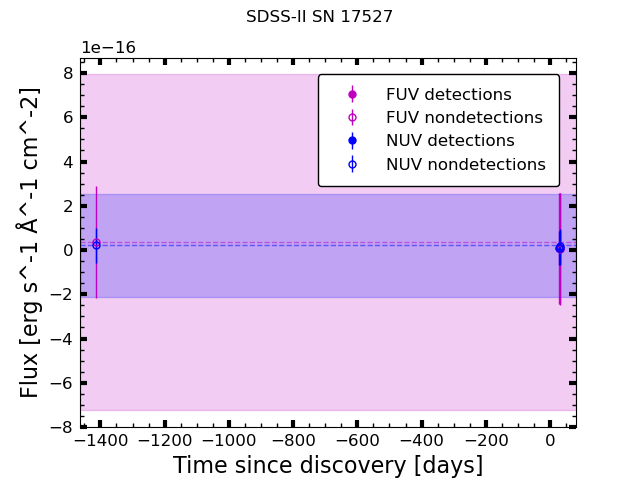 SDSS-II SN 17527
1e−16
8
6
4
2
0
−2
−4
−6
−8
Flux [erg s^-1 Å^-1 cm^-2]
FUV detections
FUV nondetections
NUV detections
NUV nondetections
−1400 −1200 −1000 −800 −600 −400 −200 0
Time since discovery [days]